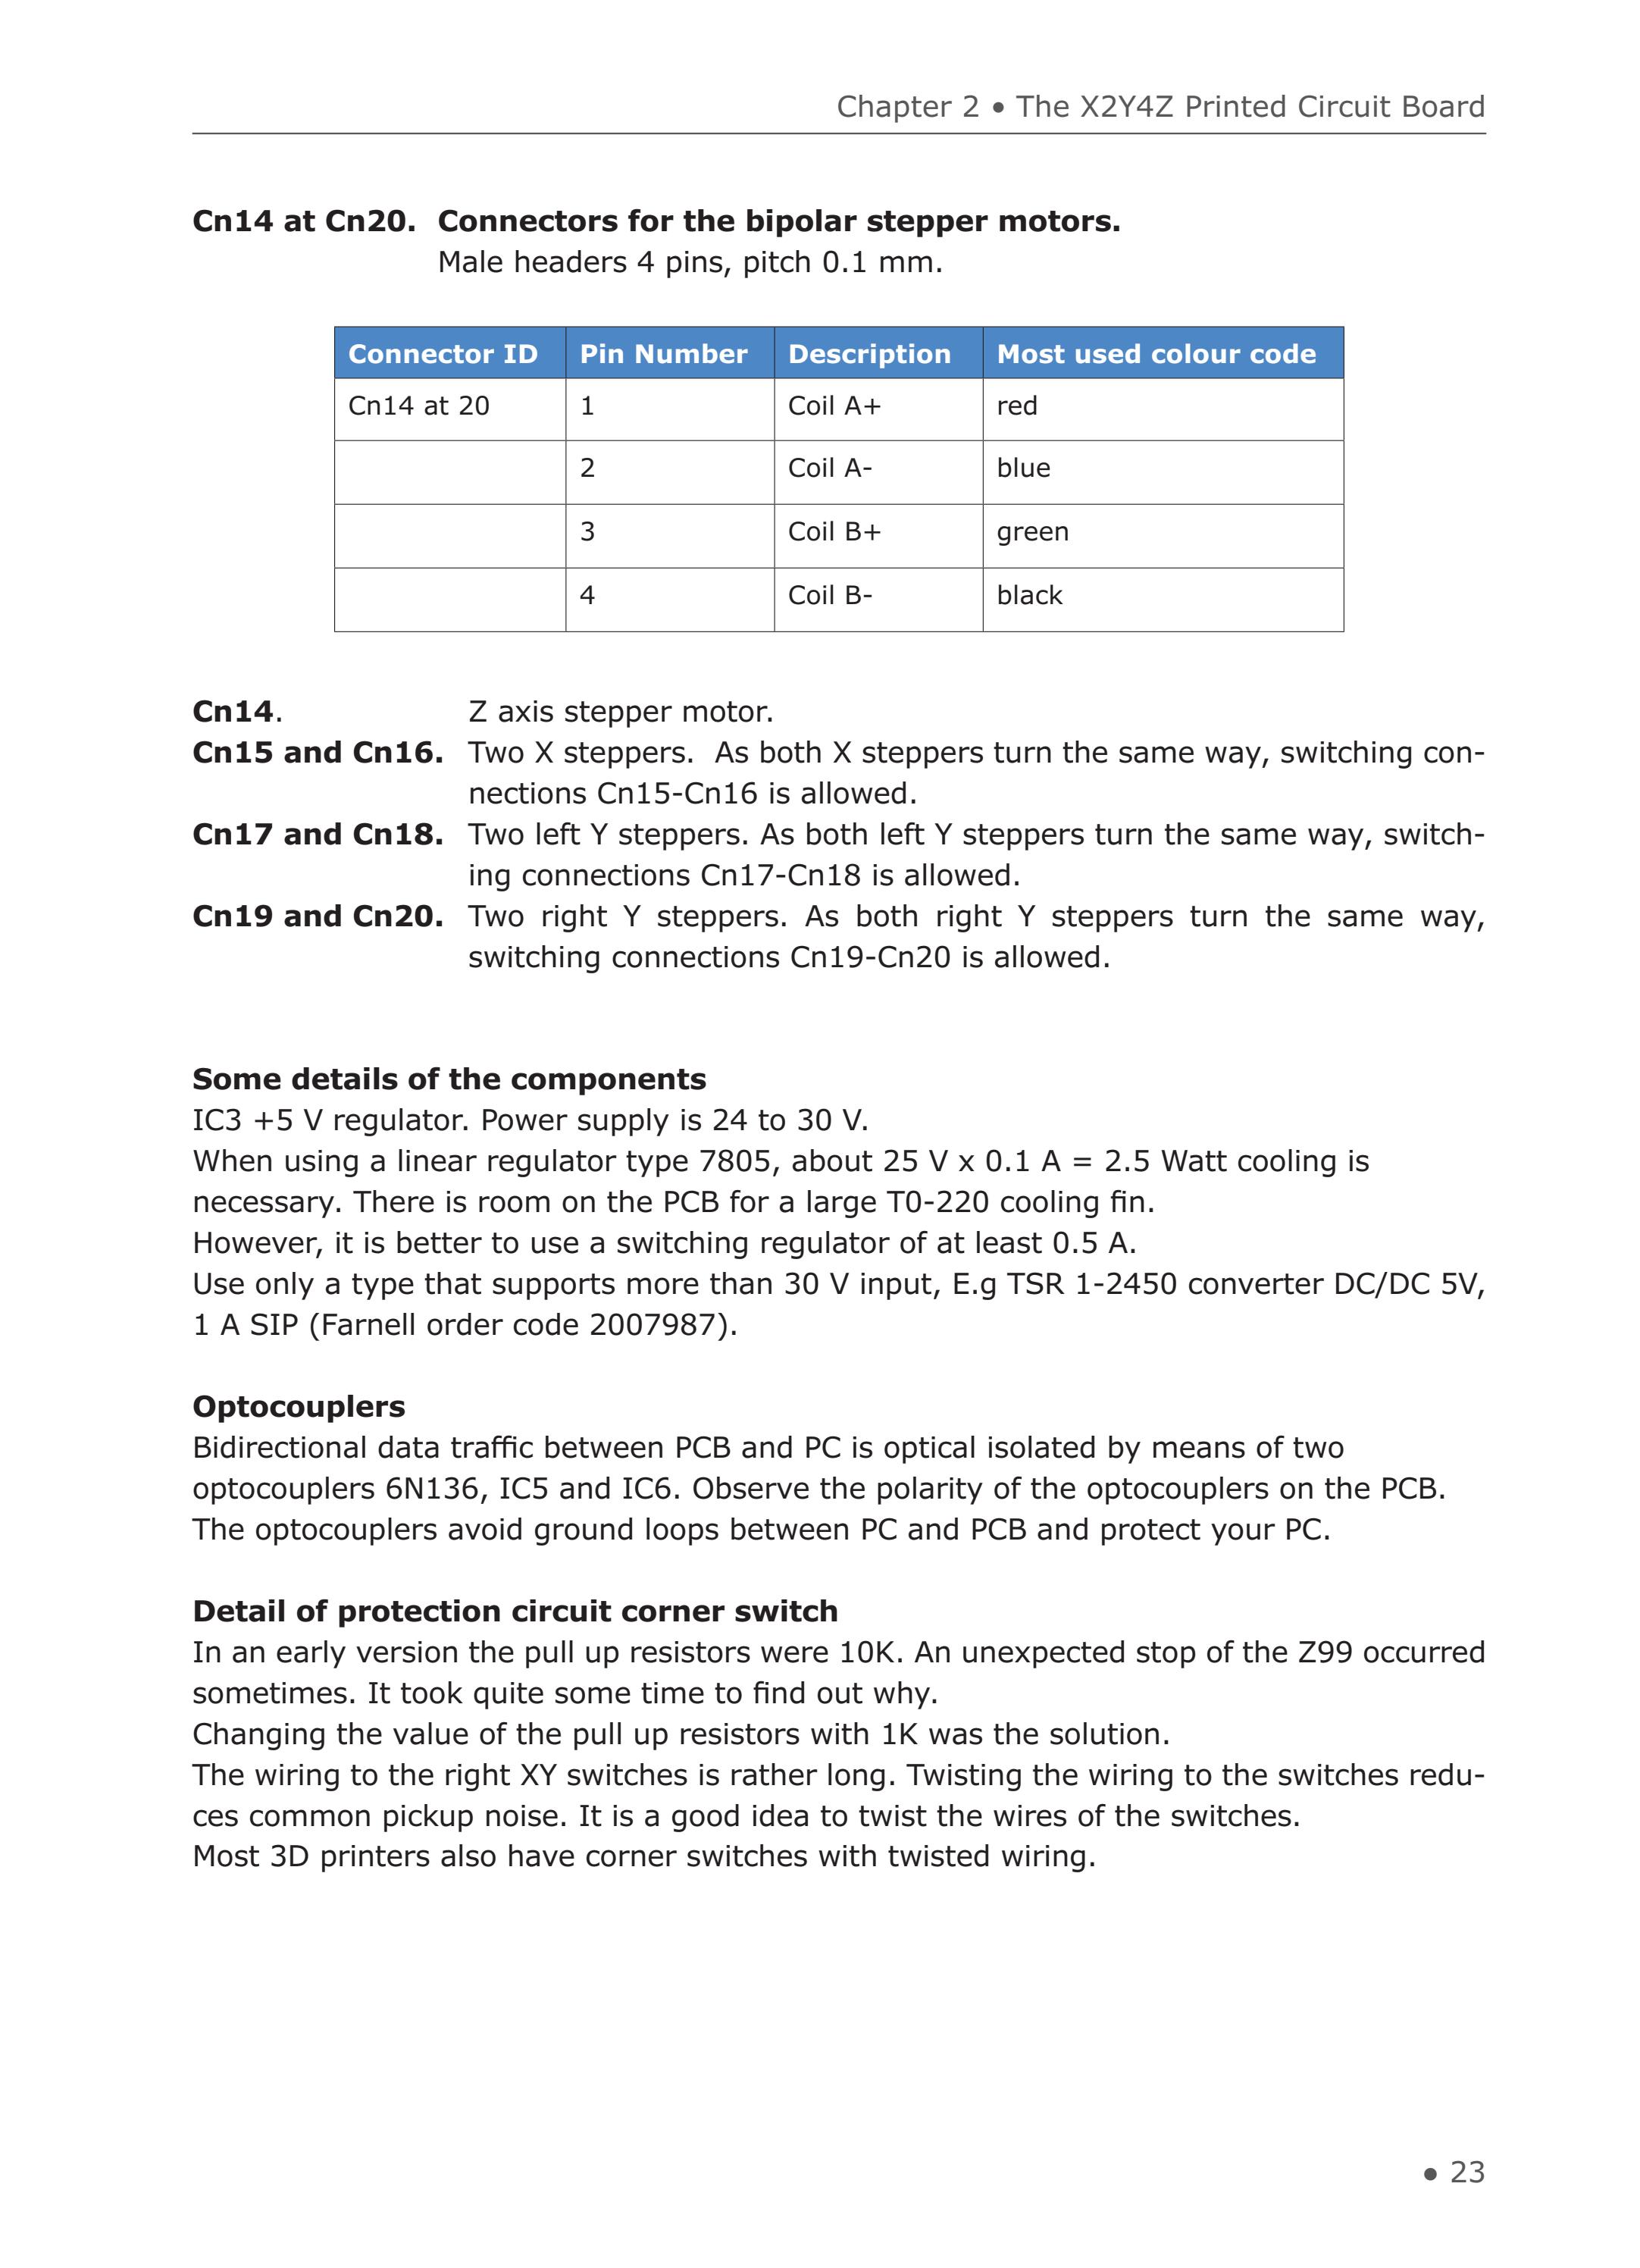 Chapter 2 ● The X2Y4Z Printed Circuit Board
Cn14 at Cn20. Connectors for the bipolar stepper motors.
Male headers 4 pins, pitch 0.1 mm.
Connector ID Pin Number Description Most used colour code
Cn14 at 20 1 Coil A+ red
2 Coil A- blue
3 Coil B+ green
4 Coil B- black
Cn14. Z axis stepper motor.
Cn15 and Cn16. Two X steppers. As both X steppers turn the same way, switching con-
nections Cn15-Cn16 is allowed.
Cn17 and Cn18. Two left Y steppers. As both left Y steppers turn the same way, switch-
ing connections Cn17-Cn18 is allowed.
Cn19 and Cn20. Two right Y steppers. As both right Y steppers turn the same way,
switching connections Cn19-Cn20 is allowed.
Some details of the components
IC3 +5 V regulator. Power supply is 24 to 30 V.
When using a linear regulator type 7805, about 25 V x 0.1 A = 2.5 Watt cooling is
necessary. There is room on the PCB for a large T0-220 cooling fin.
However, it is better to use a switching regulator of at least 0.5 A.
Use only a type that supports more than 30 V input, E.g TSR 1-2450 converter DC/DC 5V,
1 A SIP (Farnell order code 2007987).
Optocouplers
Bidirectional data traffic between PCB and PC is optical isolated by means of two
optocouplers 6N136, IC5 and IC6. Observe the polarity of the optocouplers on the PCB.
The optocouplers avoid ground loops between PC and PCB and protect your PC.
Detail of protection circuit corner switch
In an early version the pull up resistors were 10K. An unexpected stop of the Z99 occurred
sometimes. It took quite some time to find out why.
Changing the value of the pull up resistors with 1K was the solution.
The wiring to the right XY switches is rather long. Twisting the wiring to the switches redu-
ces common pickup noise. It is a good idea to twist the wires of the switches.
Most 3D printers also have corner switches with twisted wiring.
● 23